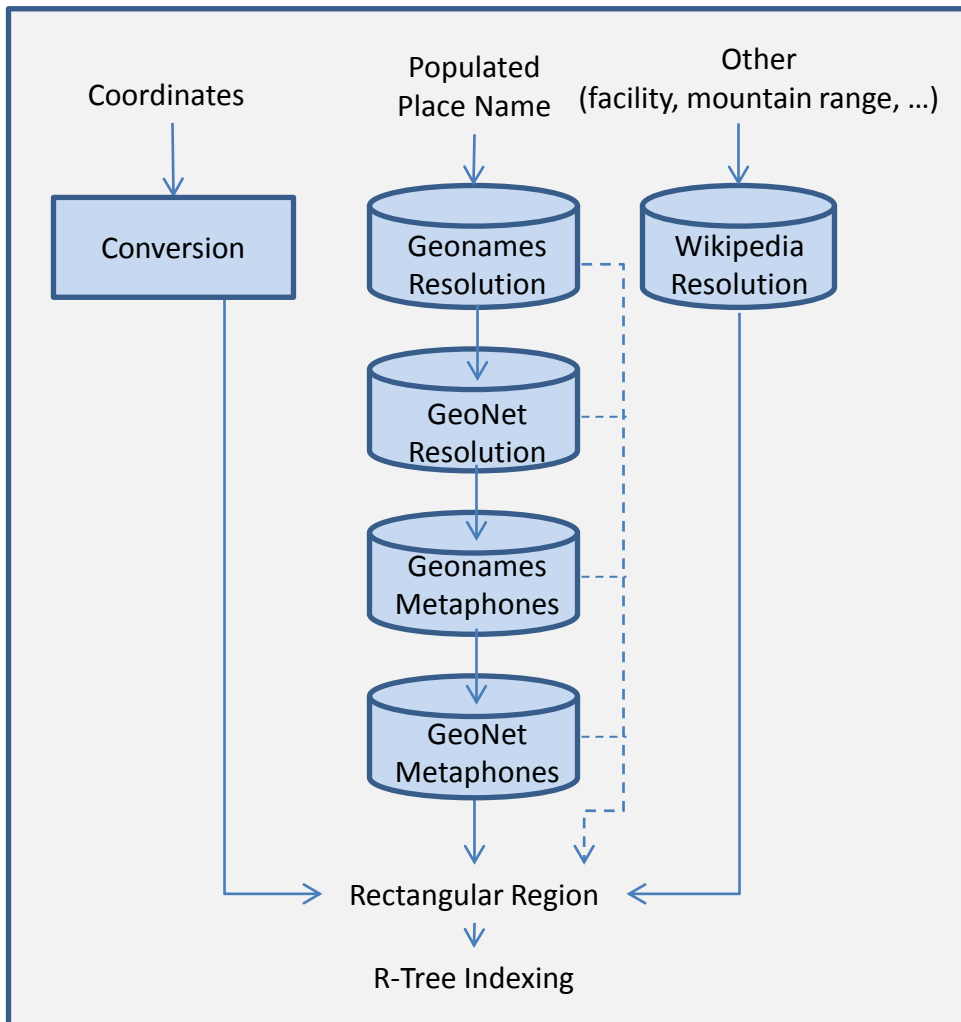 Coordinates
Populated
Place Name
Other
(facility, mountain range, …)
Conversion
Geonames
Resolution
Wikipedia
Resolution
GeoNet
Resolution
Geonames
Metaphones
GeoNet
Metaphones
Rectangular Region
R-Tree Indexing